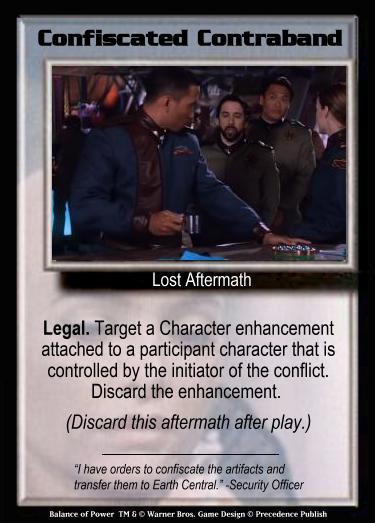 Confiscated Contraband
Lost Aftermath
Legal. Target a Character enhancement
attached to a participant character that is
controlled by the initiator of the conflict.
Discard the enhancement.
(Discard this aftermath after play.)
“I have orders to confiscate the artifacts and
transfer them to Earth Central.” -Security Officer
Balance of Power TM & © Warner Bros. Game Design © Precedence Publish